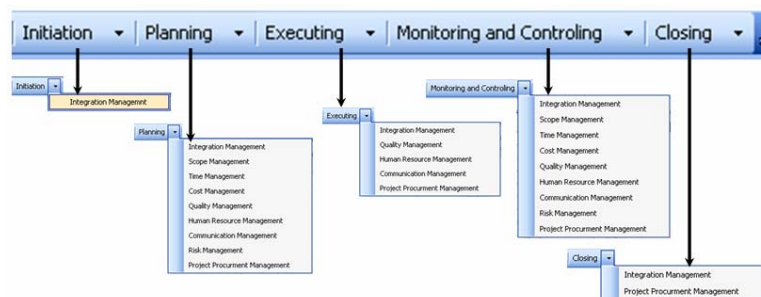 Initiation Planning Executing Monitoring and Controling Closing
Initiation
Integration Managemnt
Planning
Integration Management
Scope Management
Time Management
Cost Management
Quality Management
Human Resource Management
Communication Management
Risk Management
Project Procurment Management
Executing
Integration Management
Quality Management
Human Resource Management
Communication Management
Project Procurment Management
Monitoring and Controling
Integration Management
Scope Management
Time Management
Cost Management
Quality Management
Human Resource Management
Communication Management
Risk Management
Project Procurment Management
Closing
Integration Management
Project Procurment Management